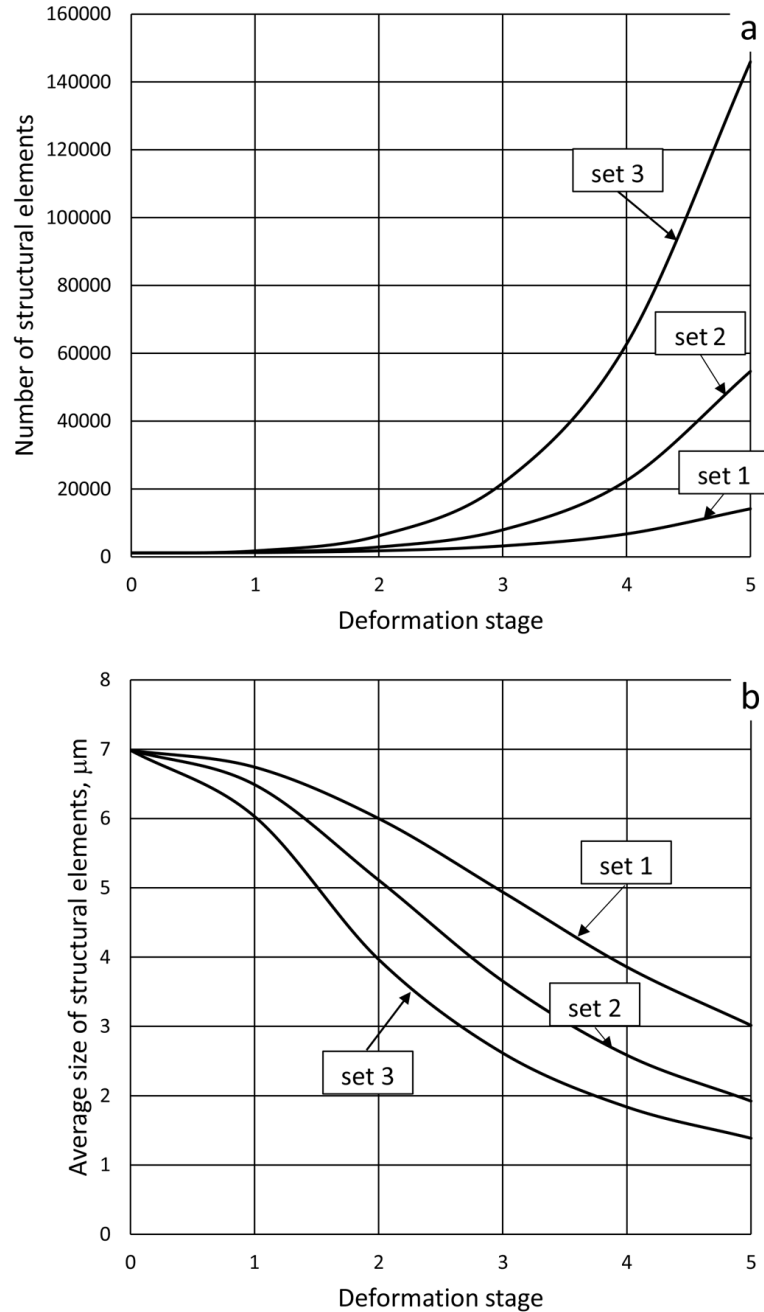 a
Number of structural elements
160000
140000
120000
100000
80000
60000
40000
20000
0
set 3
set 2
set 1
0 1 2 3 4 5
Deformation stage
b
Average size of structural elements, μm
8
7
6
5
4
3
2
1
0
set 1
set 2
set 3
0 1 2 3 4 5
Deformation stage